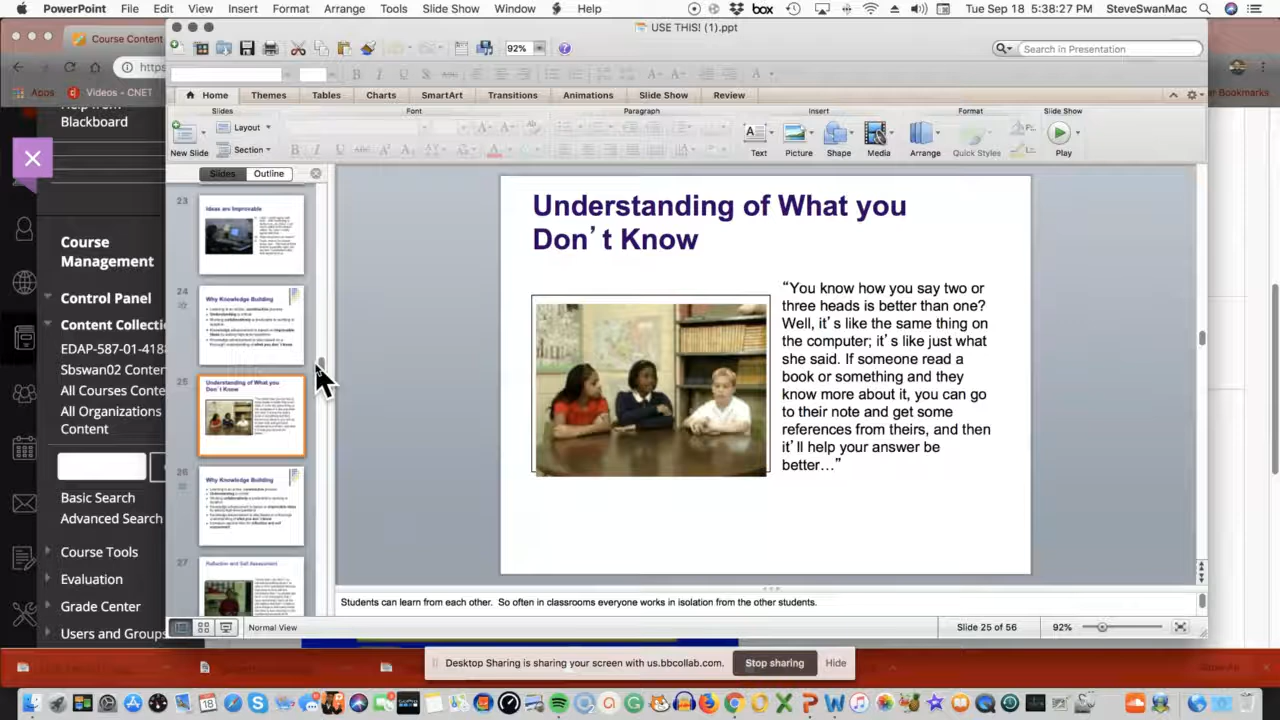 PowerPoint File Edit View Insert Format Arrange Tools Slide Show Window Help
box
Tue Sep 18 5:38:27 PM SteveSwanMac
USE THIS! (1).ppt
Course Content
92%
Search in Presentation
https
Apps Videos - CNET
Bookmarks
Home Themes Tables Charts SmartArt Transitions Animations Slide Show Review
Slides Font Paragraph Insert Format Slide Show
Layout
Section
New Slide Text Picture Shape Media Arrange Quick Styles Play
Slides Outline
Blackboard
Course
Management
Control Panel
Content Collecti
EDAP-587-01-418
Sbswan02 Conten
All Courses Conte
All Organizations
Content
Basic Search
Advanced Search
Course Tools
Evaluation
Grade Center
Users and Groups
23
Ideas are Improvable
24
Why Knowledge Building
25
Understanding of What you
Don't Know
26
Why Knowledge Building
27
Reflection and Self Assessment
Understanding of What you
Don't Know
“You know how you say two or
three heads is better than one?
Well, it's like the same thing on
the computer; it's like just what
she said. If someone read a
book or something and they
know more about it, you can go
to their note and get some
references from theirs, and then
it'll help your answer be
better…”
Students can learn from each other. So often in classrooms everyone works in isolation from the other students.
Normal View
Slide 25 of 56
92%
Desktop Sharing is sharing your screen with us.bbcollab.com.
Stop sharing
Hide